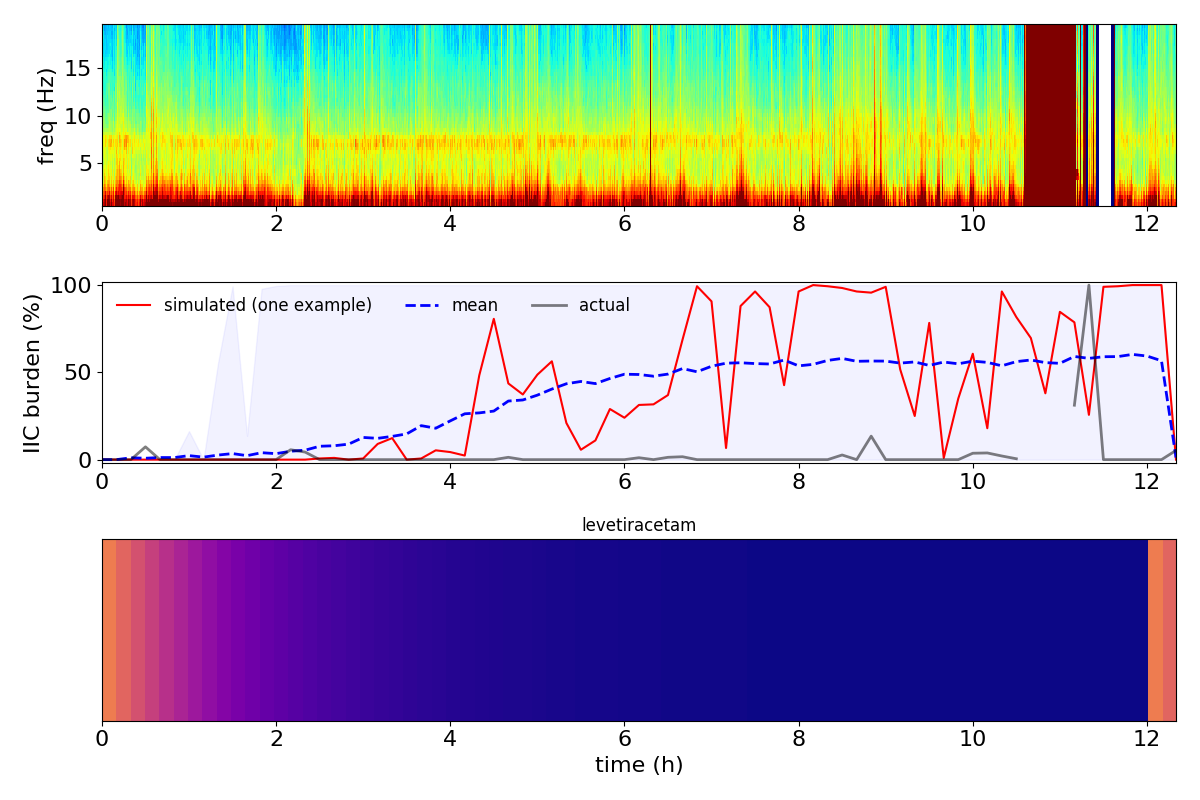 freq (Hz)
15
10
5
0 2 4 6 8 10 12
IIC burden (%)
100
50
0
simulated (one example) mean actual
0 2 4 6 8 10 12
levetiracetam
0 2 4 6 8 10 12
time (h)